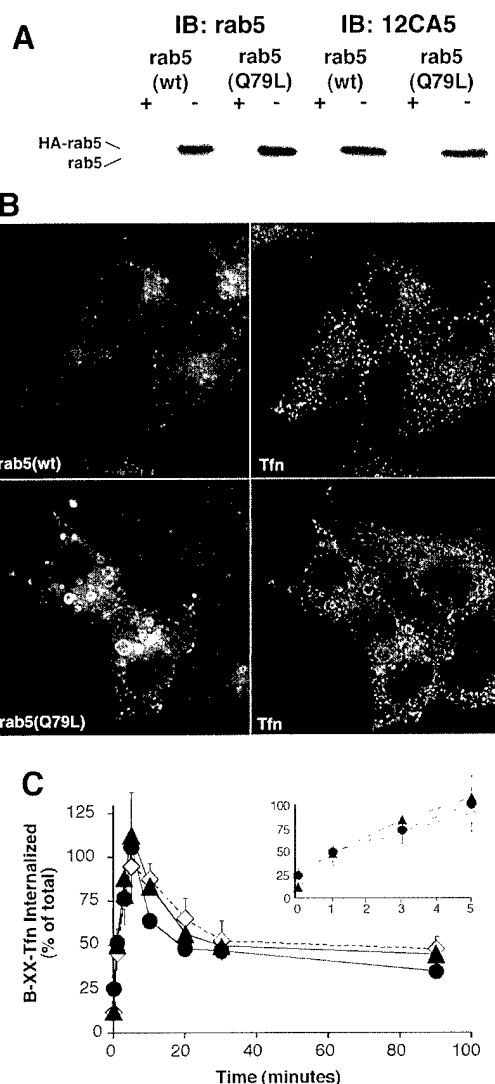 A
IB: rab5 IB: 12CA5
rab5 (wt) rab5 (Q79L) rab5 (wt) rab5 (Q79L)
+ - + - + - + -
HA-rab5
rab5
B
rab5(wt)
Tfn
rab5(Q79L)
Tfn
C
B-XX-Tfn Internalized
(% of total)
125
100
75
50
25
0
0 20 40 60 80 100
Time (minutes)
100
75
50
25
0
0 1 3 5